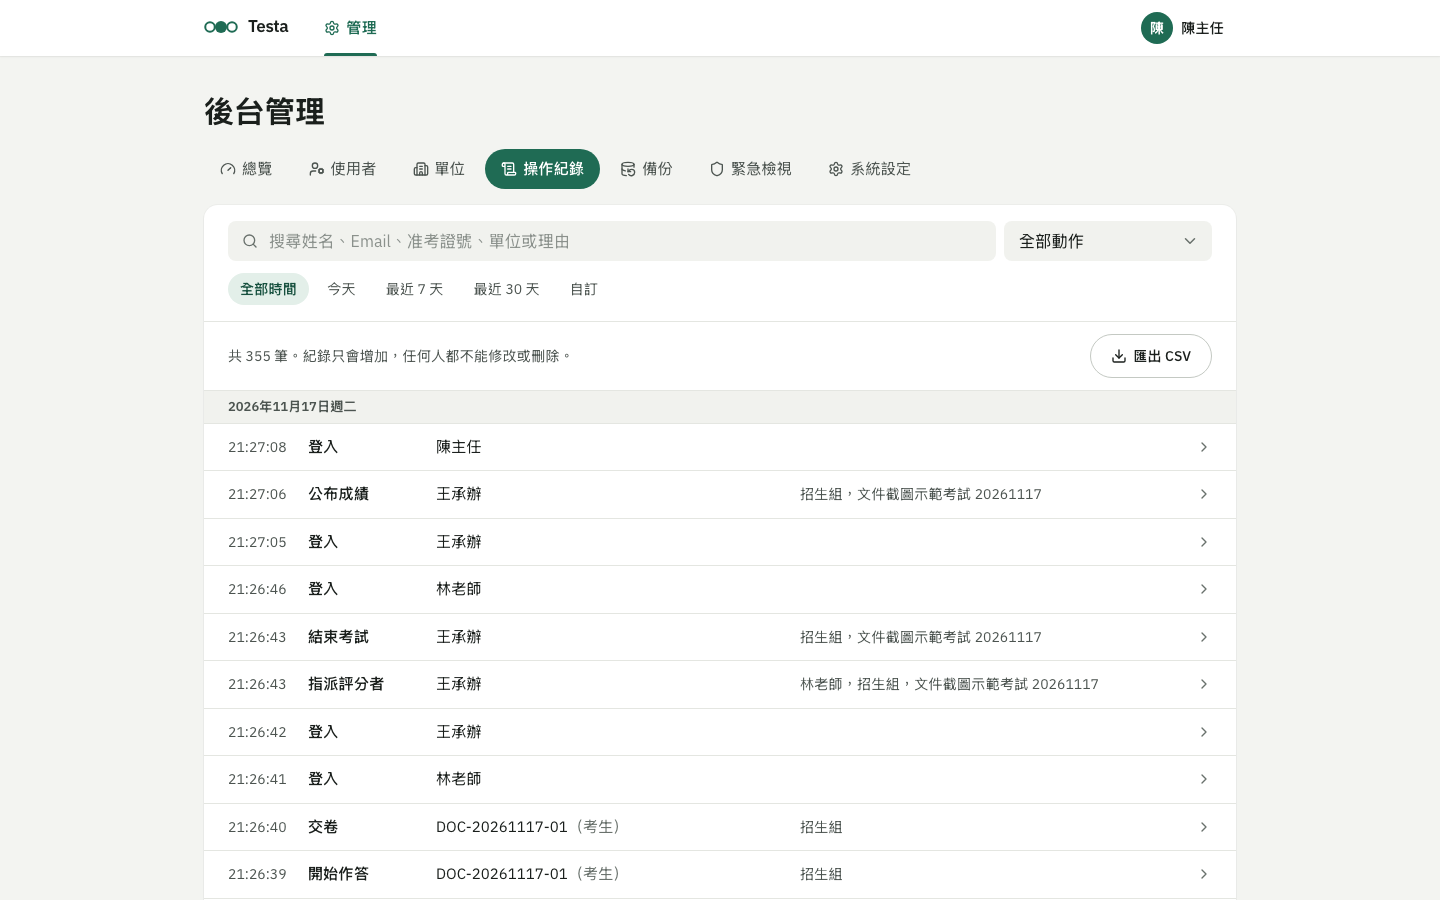 Testa
管理
陳
陳主任
後台管理
總覽
使用者
單位
操作紀錄
備份
緊急檢視
系統設定
搜尋姓名、Email、准考證號、單位或理由
全部動作
全部時間
今天
最近 7 天
最近 30 天
自訂
共 355 筆。紀錄只會增加，任何人都不能修改或刪除。
匯出 CSV
2026年11月17日週二
21:27:08 登入 陳主任
21:27:06 公布成績 王承辦 招生組，文件截圖示範考試 20261117
21:27:05 登入 王承辦
21:26:46 登入 林老師
21:26:43 結束考試 王承辦 招生組，文件截圖示範考試 20261117
21:26:43 指派評分者 王承辦 林老師，招生組，文件截圖示範考試 20261117
21:26:42 登入 王承辦
21:26:41 登入 林老師
21:26:40 交卷 DOC-20261117-01（考生） 招生組
21:26:39 開始作答 DOC-20261117-01（考生） 招生組